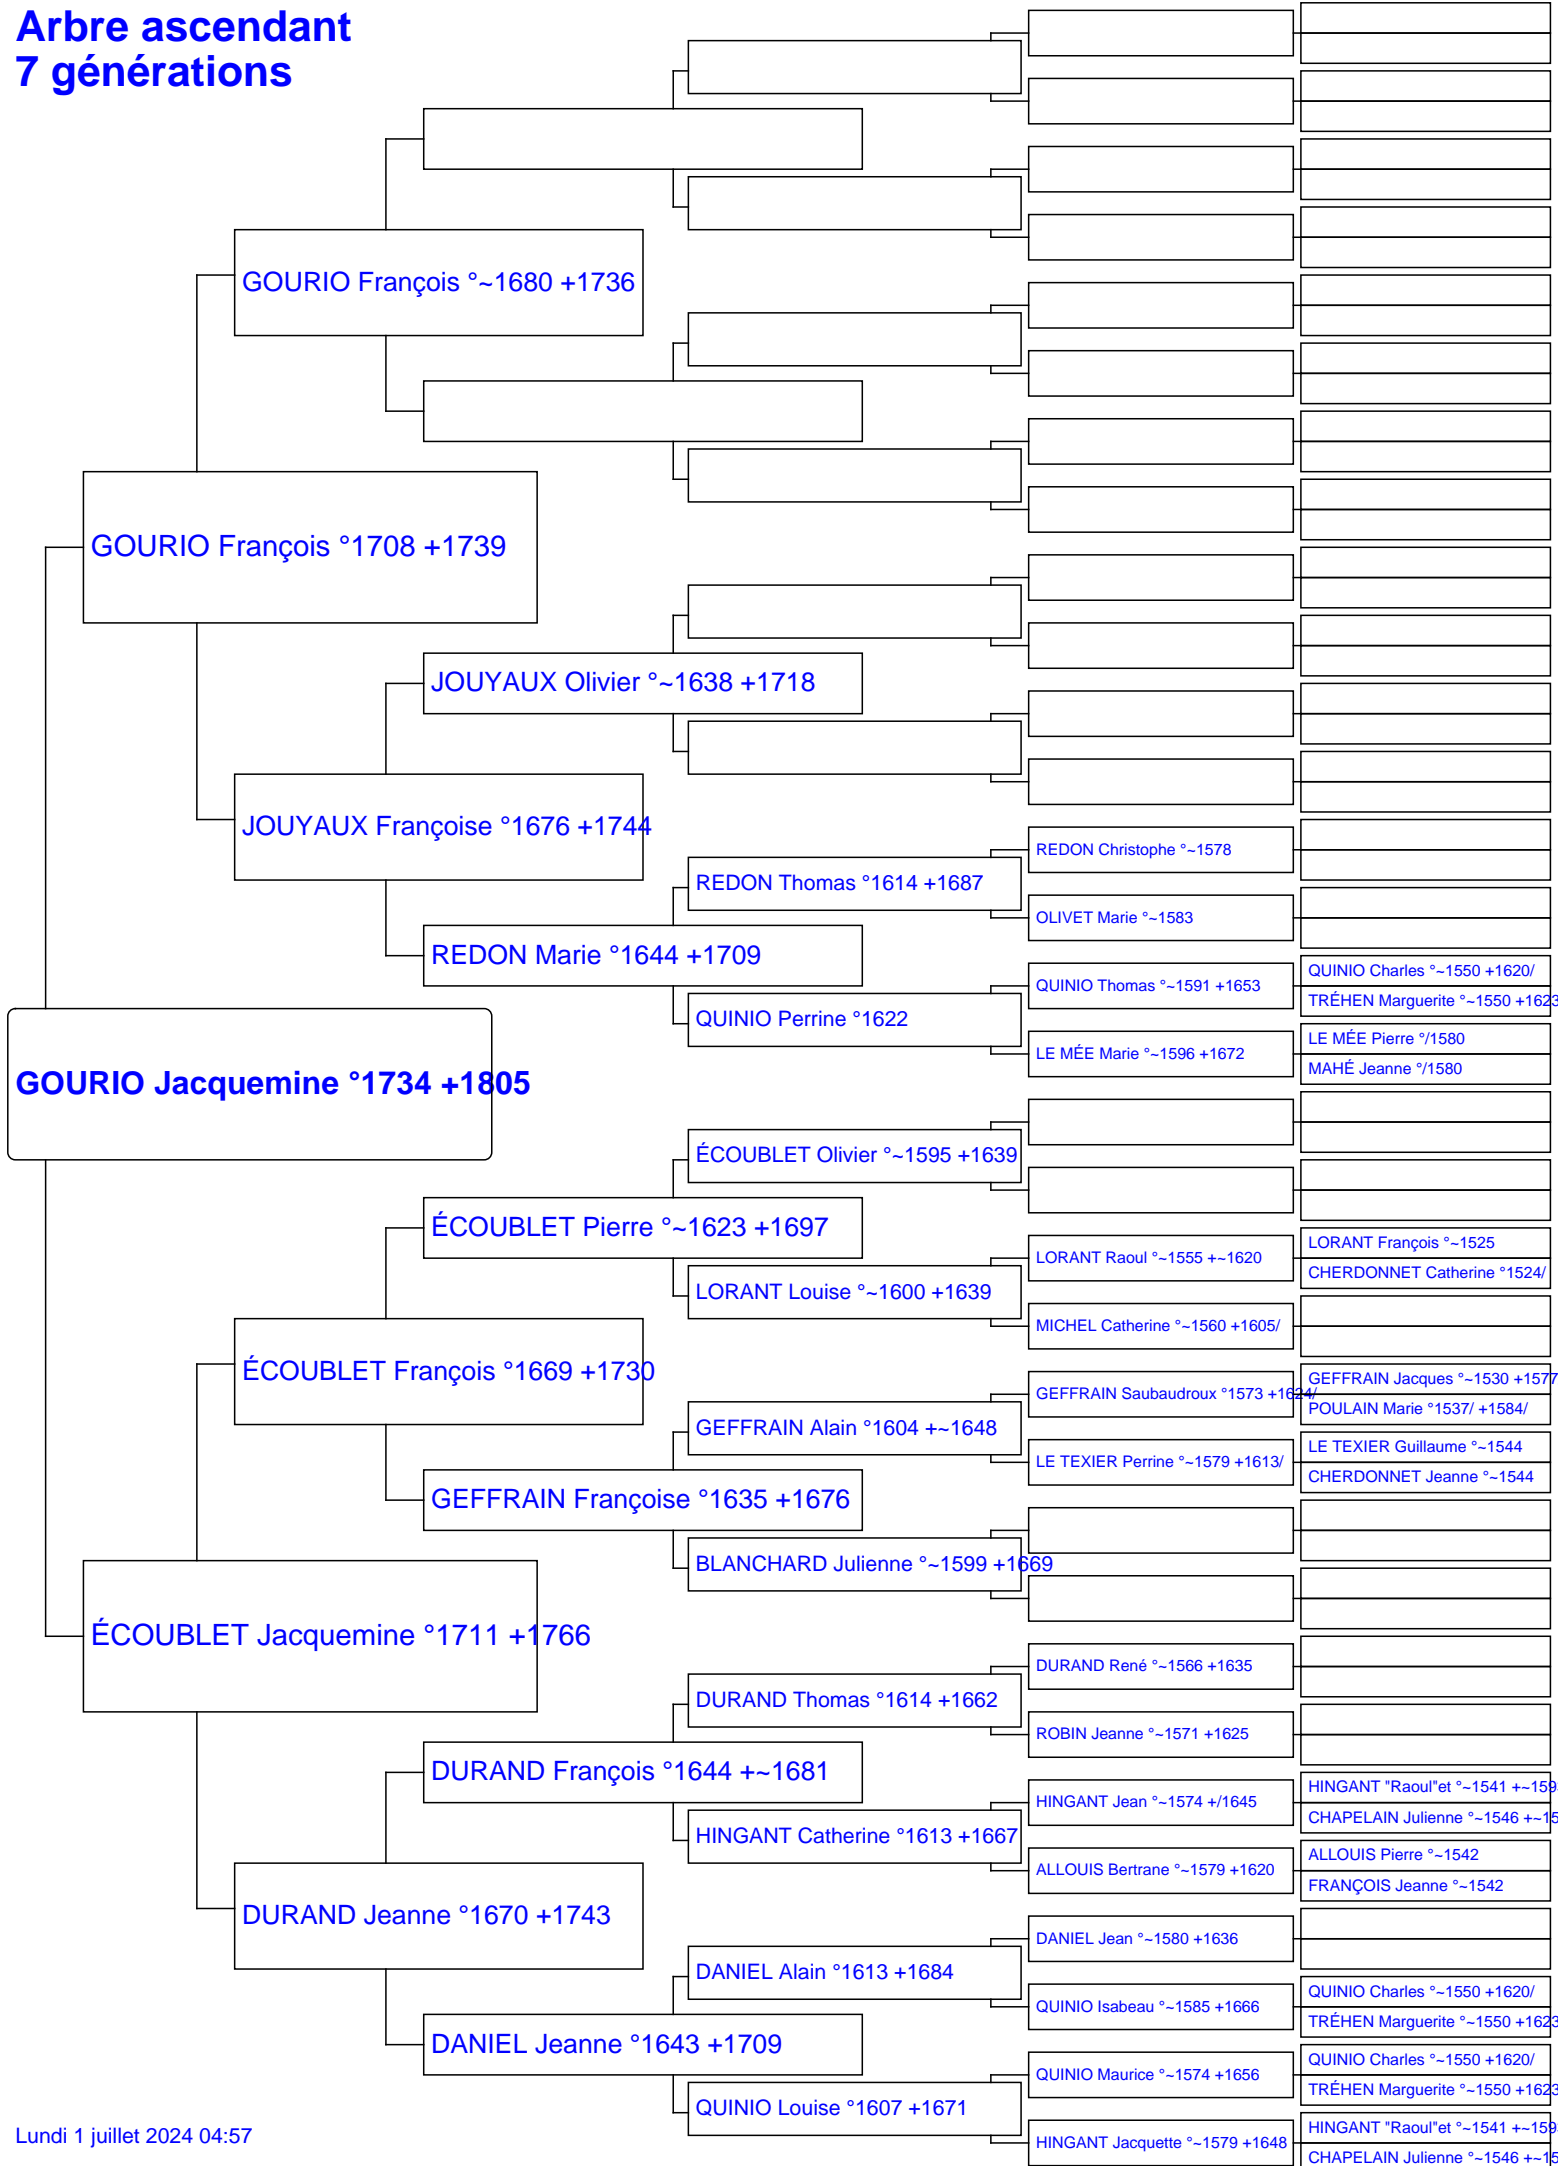 Arbre ascendant
7 générations
GOURIO François °~1680 +1736
GOURIO François °1708 +1739
JOUYAUX Olivier °~1638 +1718
JOUYAUX Françoise °1676 +1744
REDON Christophe °~1578
REDON Thomas °1614 +1687
OLIVET Marie °~1583
REDON Marie °1644 +1709
QUINIO Charles °~1550 +1620/
QUINIO Thomas °~1591 +1653
TRÉHEN Marguerite °~1550 +1623
QUINIO Perrine °1622
LE MÉE Pierre °/1580
LE MÉE Marie °~1596 +1672
MAHÉ Jeanne °/1580
GOURIO Jacquemine °1734 +1805
ÉCOUBLET Olivier °~1595 +1639
ÉCOUBLET Pierre °~1623 +1697
LORANT François °~1525
LORANT Raoul °~1555 +~1620
CHERDONNET Catherine °1524/
LORANT Louise °~1600 +1639
MICHEL Catherine °~1560 +1605/
ÉCOUBLET François °1669 +1730
GEFFRAIN Jacques °~1530 +1577
GEFFRAIN Saubaudroux °1573 +1624/
POULAIN Marie °1537/ +1584/
GEFFRAIN Alain °1604 +~1648
LE TEXIER Guillaume °~1544
LE TEXIER Perrine °~1579 +1613/
CHERDONNET Jeanne °~1544
GEFFRAIN Françoise °1635 +1676
BLANCHARD Julienne °~1599 +1669
ÉCOUBLET Jacquemine °1711 +1766
DURAND René °~1566 +1635
DURAND Thomas °1614 +1662
ROBIN Jeanne °~1571 +1625
DURAND François °1644 +~1681
HINGANT "Raoul"et °~1541 +~159
HINGANT Jean °~1574 +/1645
CHAPELAIN Julienne °~1546 +~15
HINGANT Catherine °1613 +1667
ALLOUIS Pierre °~1542
ALLOUIS Bertrane °~1579 +1620
FRANÇOIS Jeanne °~1542
DURAND Jeanne °1670 +1743
DANIEL Jean °~1580 +1636
DANIEL Alain °1613 +1684
QUINIO Charles °~1550 +1620/
QUINIO Isabeau °~1585 +1666
TRÉHEN Marguerite °~1550 +1623
DANIEL Jeanne °1643 +1709
QUINIO Charles °~1550 +1620/
QUINIO Maurice °~1574 +1656
TRÉHEN Marguerite °~1550 +1623
QUINIO Louise °1607 +1671
HINGANT "Raoul"et °~1541 +~159
HINGANT Jacquette °~1579 +1648
CHAPELAIN Julienne °~1546 +~15
Lundi 1 juillet 2024 04:57